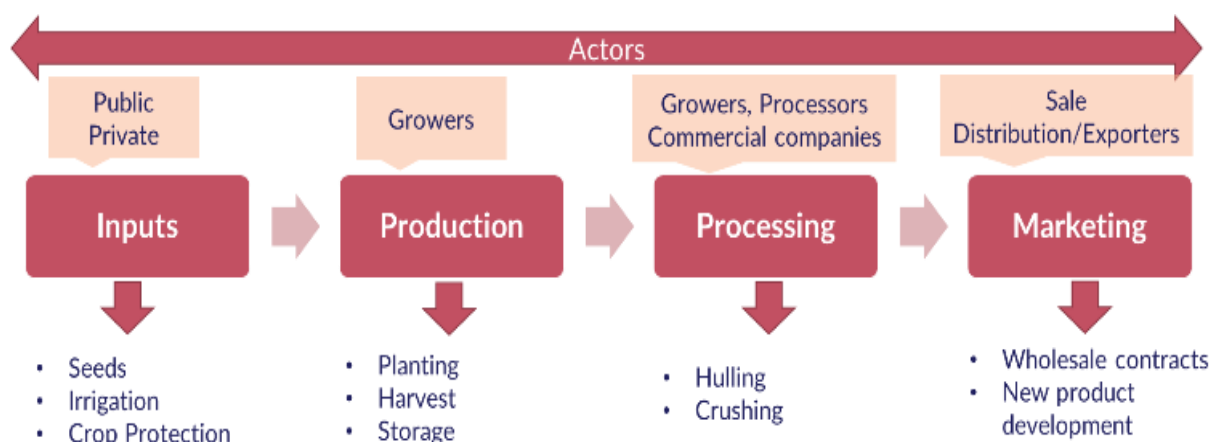 Actors
Public
Private
Growers
Growers, Processors
Commercial companies
Sale
Distribution/Exporters
Inputs
Production
Processing
Marketing
• Seeds
• Irrigation
• Crop Protection
• Planting
• Harvest
• Storage
• Hulling
• Crushing
• Wholesale contracts
• New product
development